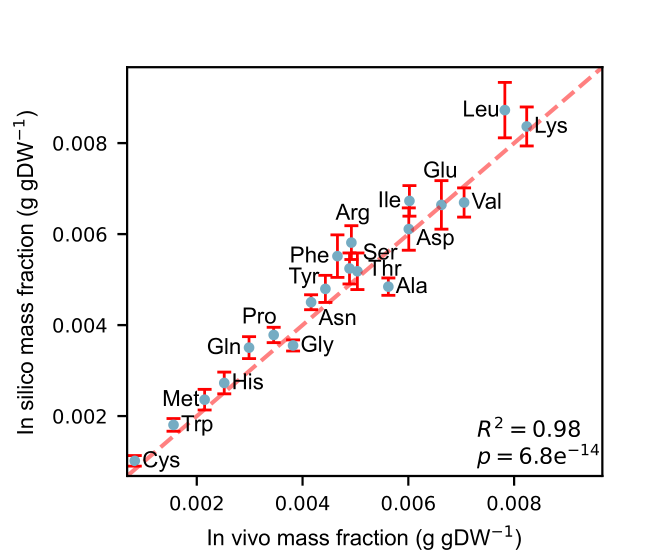 In silico mass fraction (g gDW⁻¹)
0.008
0.006
0.004
0.002
Leu
Lys
Glu
Ile
Val
Arg
Asp
Ser
Phe
Thr
Tyr
Ala
Asn
Pro
Gln
Gly
His
Met
Trp
Cys
R² = 0.98
p = 6.8e⁻¹⁴
0.002 0.004 0.006 0.008
In vivo mass fraction (g gDW⁻¹)